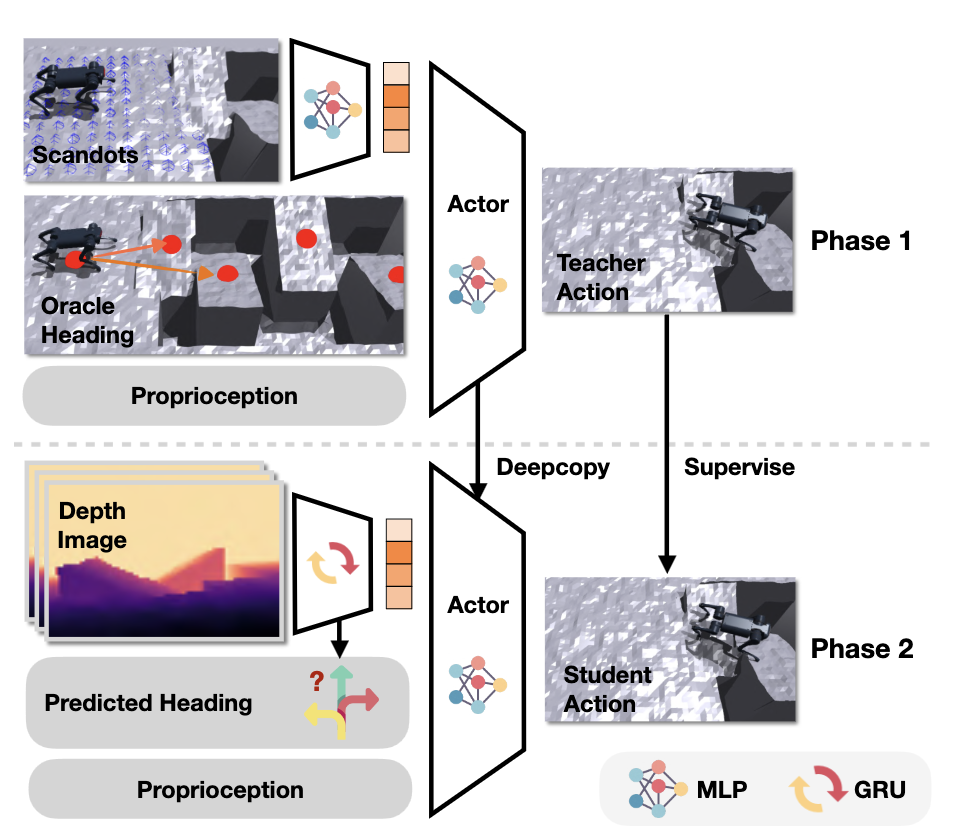 Scandots
Actor
Teacher
Action
Phase 1
Oracle
Heading
Proprioception
Deepcopy
Supervise
Depth
Image
Actor
Student
Action
Phase 2
?
Predicted Heading
Proprioception
MLP
GRU